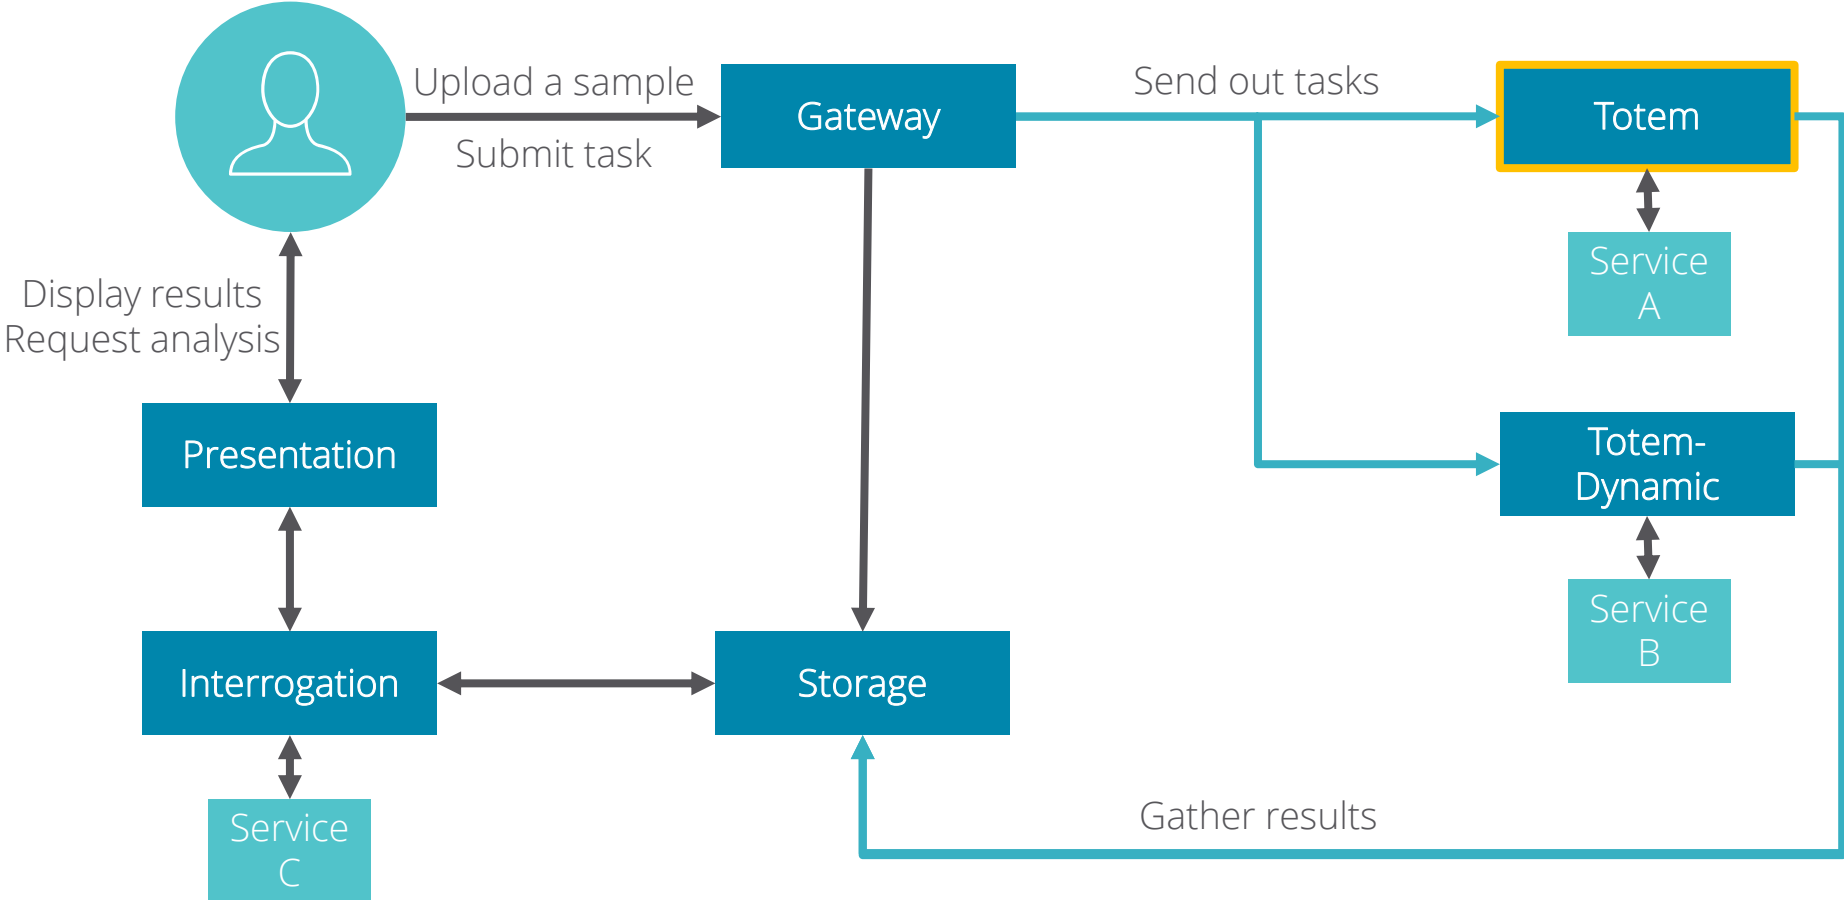 Upload a sample
Submit task
Gateway
Send out tasks
Totem
Service
A
Display results
Request analysis
Presentation
Totem-
Dynamic
Service
B
Interrogation
Storage
Gather results
Service
C